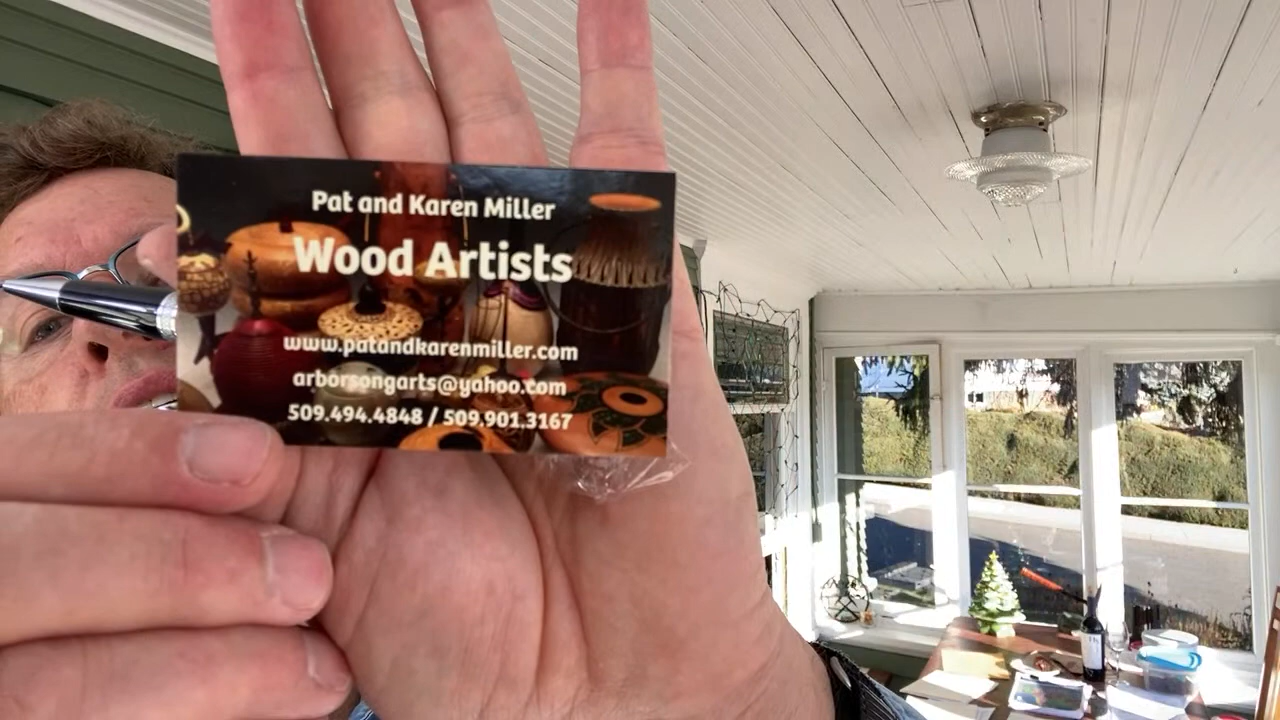 Pat and Karen Miller
Wood Artists
www.patandkarenmiller.com
arborsongarts@yahoo.com
509.494.4848 / 509.901.3167